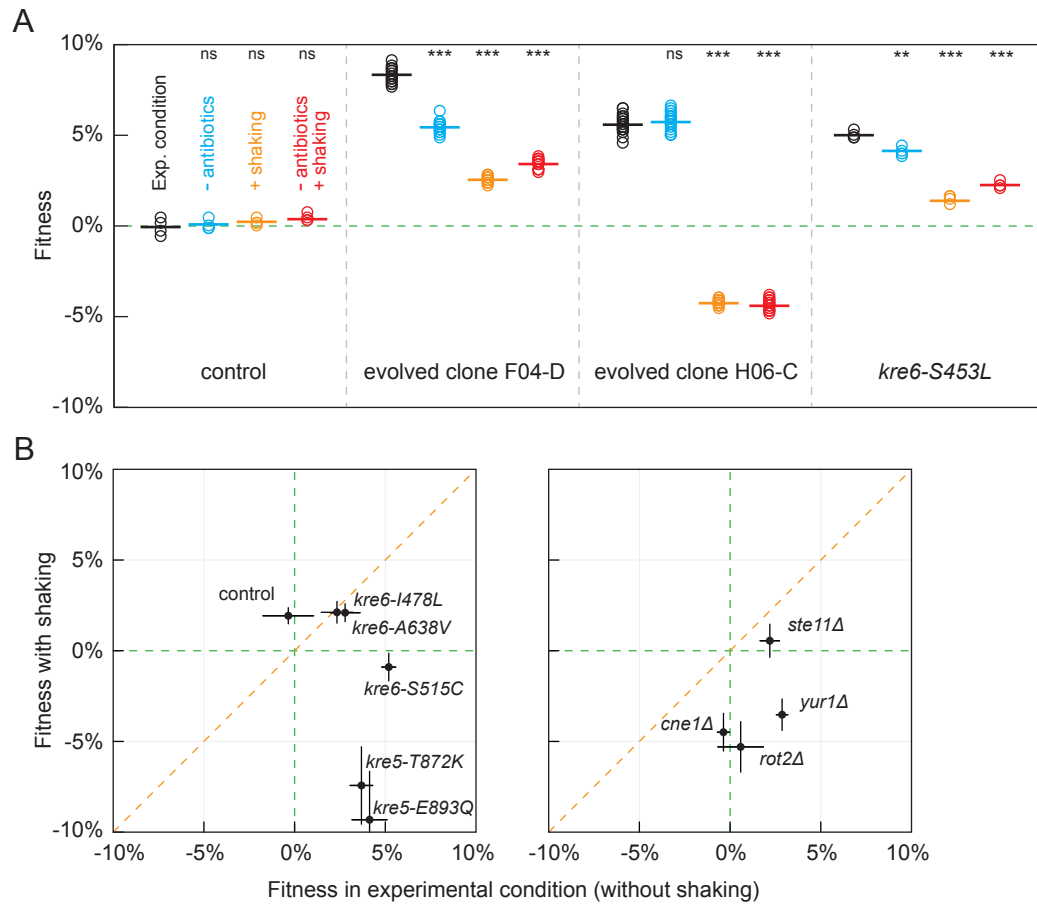 A
10%
5%
0%
-5%
-10%
Fitness
Exp. condition
- antibiotics
+ shaking
- antibiotics
+ shaking
ns ns ns *** *** *** ns *** *** ** *** ***
control evolved clone F04-D evolved clone H06-C kre6-S453L
B
10%
5%
0%
-5%
-10%
Fitness with shaking
control
kre6-I478L
kre6-A638V
kre6-S515C
kre5-T872K
kre5-E893Q
ste11Δ
yur1Δ
cne1Δ
rot2Δ
-10% -5% 0% 5% 10% -10% -5% 0% 5% 10%
Fitness in experimental condition (without shaking)